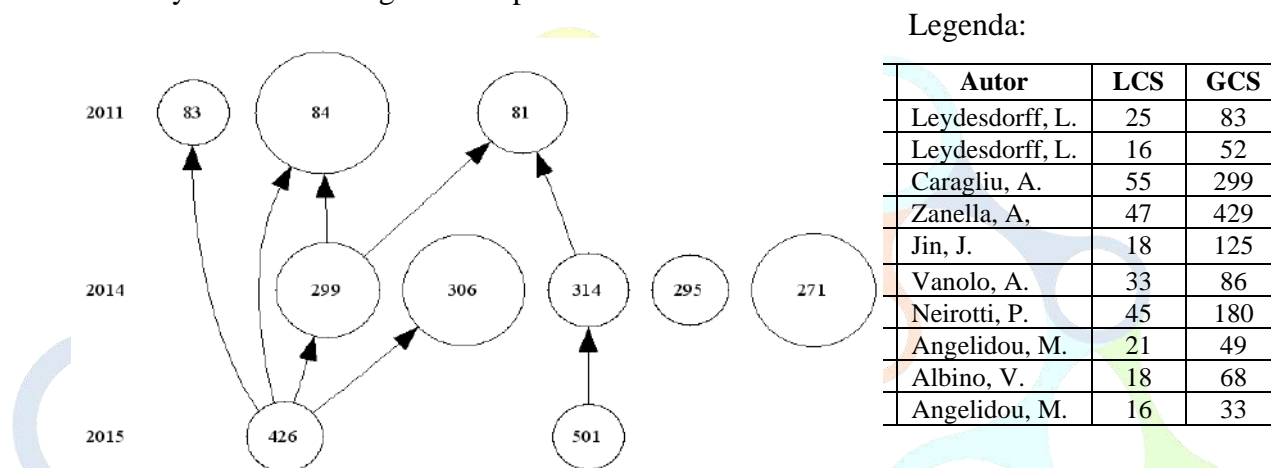 Legenda:
2011 83 84 81
2014 299 306 314 295 271
2015 426 501
Autor LCS GCS
Leydesdorff, L. 25 83
Leydesdorff, L. 16 52
Caragliu, A. 55 299
Zanella, A, 47 429
Jin, J. 18 125
Vanolo, A. 33 86
Neirotti, P. 45 180
Angelidou, M. 21 49
Albino, V. 18 68
Angelidou, M. 16 33